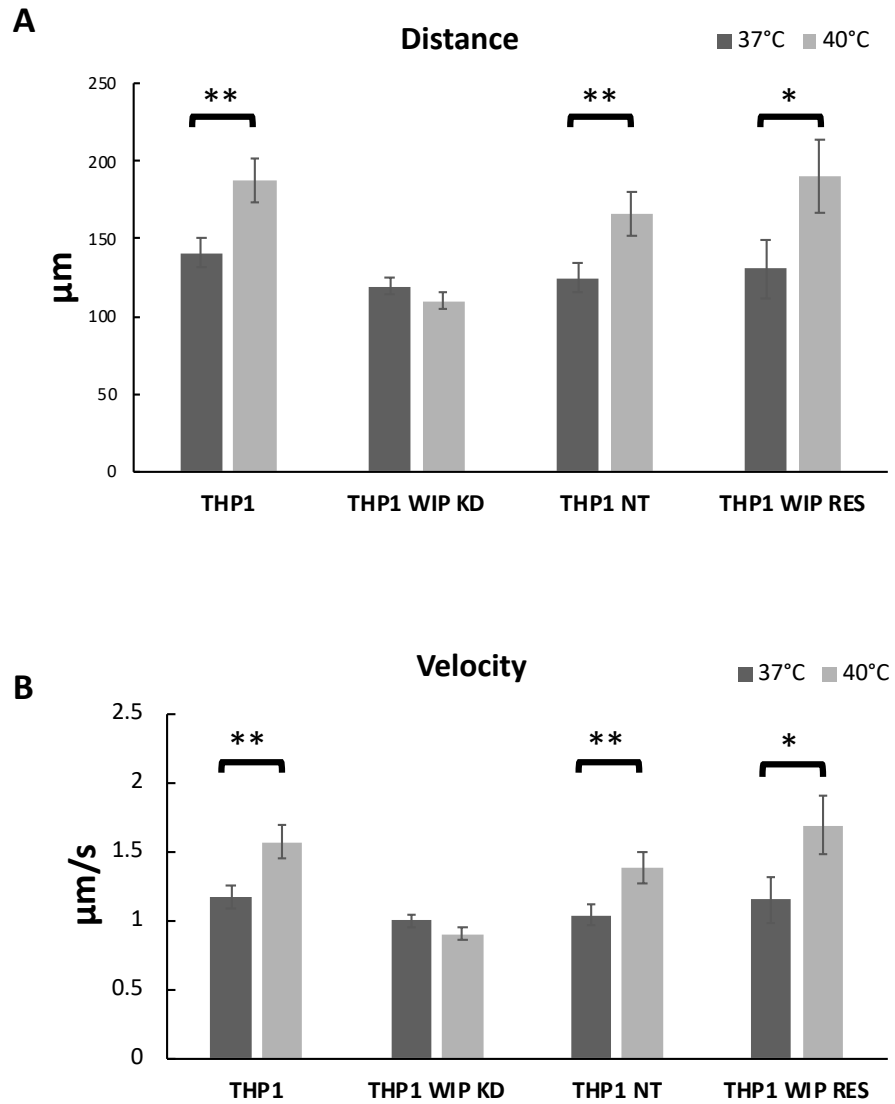 A
Distance
37°C 40°C
250
** ** *
200
150
µm
100
50
0
THP1 THP1 WIP KD THP1 NT THP1 WIP RES
Velocity
B
37°C 40°C
2.5
** ** *
2
1.5
µm/s
1
0.5
0
THP1 THP1 WIP KD THP1 NT THP1 WIP RES